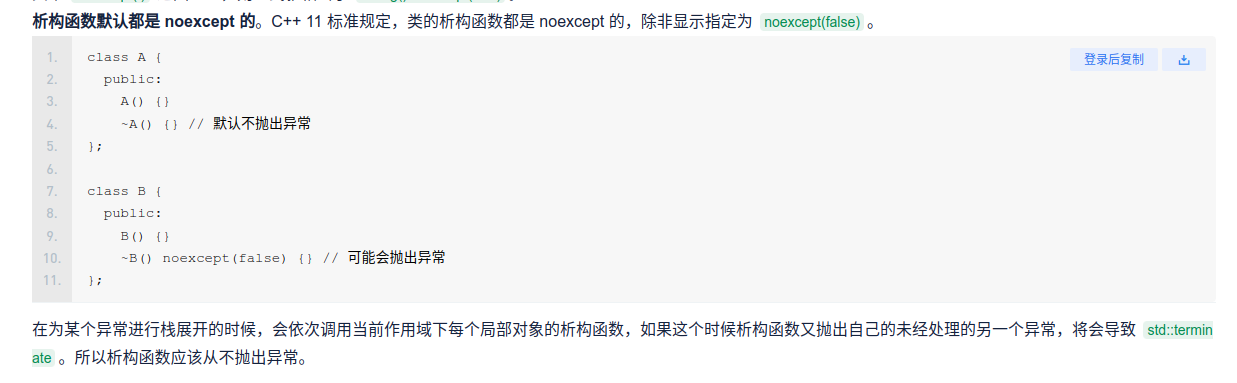 析构函数默认都是 noexcept 的。C++ 11 标准规定，类的析构函数都是 noexcept 的，除非显示指定为 noexcept(false) 。
登录后复制
1. class A {
2. public:
3. A() {}
4. ~A() {} // 默认不抛出异常
5. };
6.
7. class B {
8. public:
9. B() {}
10. ~B() noexcept(false) {} // 可能会抛出异常
11. };
在为某个异常进行栈展开的时候，会依次调用当前作用域下每个局部对象的析构函数，如果这个时候析构函数又抛出自己的未经处理的另一个异常，将会导致 std::termin
ate 。所以析构函数应该从不抛出异常。